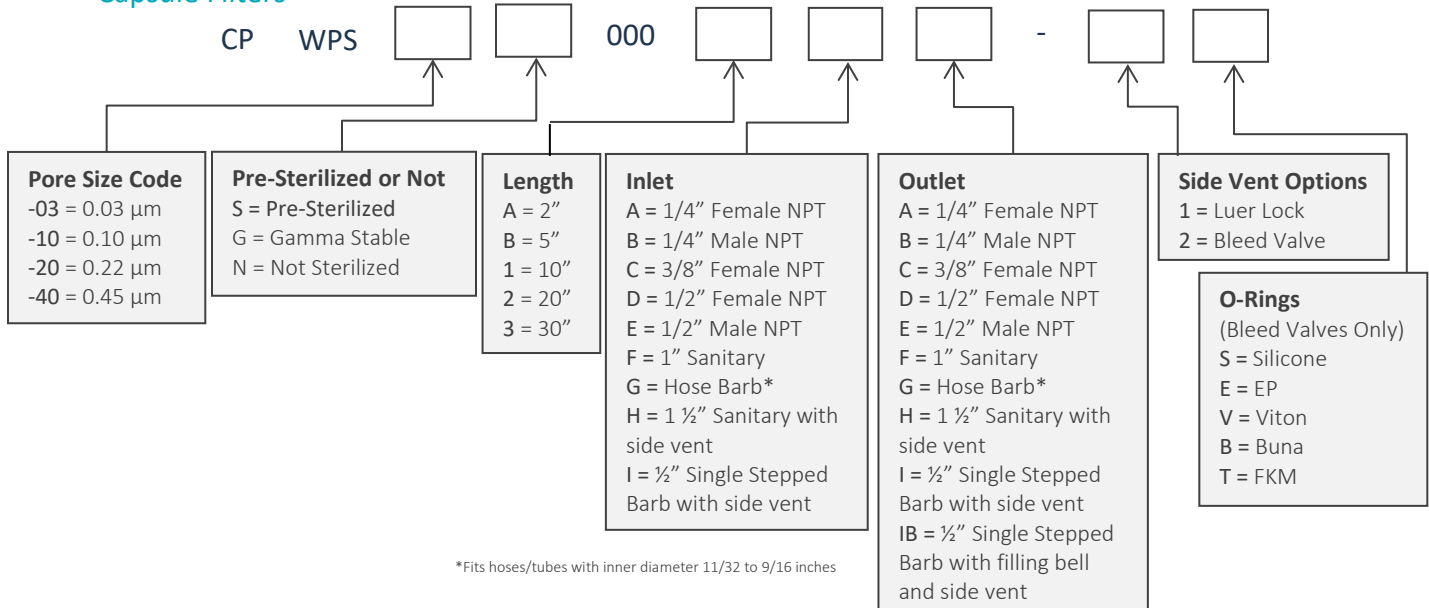 Capsule Filters
CP WPS 000 -
Pore Size Code
-03 = 0.03 µm
-10 = 0.10 µm
-20 = 0.22 µm
-40 = 0.45 µm
Pre-Sterilized or Not
S = Pre-Sterilized
G = Gamma Stable
N = Not Sterilized
Length
A = 2”
B = 5”
1 = 10”
2 = 20”
3 = 30”
Inlet
A = 1/4” Female NPT
B = 1/4” Male NPT
C = 3/8” Female NPT
D = 1/2” Female NPT
E = 1/2” Male NPT
F = 1” Sanitary
G = Hose Barb*
H = 1 ½” Sanitary with
side vent
I = ½” Single Stepped
Barb with side vent
Outlet
A = 1/4” Female NPT
B = 1/4” Male NPT
C = 3/8” Female NPT
D = 1/2” Female NPT
E = 1/2” Male NPT
F = 1” Sanitary
G = Hose Barb*
H = 1 ½” Sanitary with
side vent
I = ½” Single Stepped
Barb with side vent
IB = ½” Single Stepped
Barb with filling bell
and side vent
Side Vent Options
1 = Luer Lock
2 = Bleed Valve
O-Rings
(Bleed Valves Only)
S = Silicone
E = EP
V = Viton
B = Buna
T = FKM
*Fits hoses/tubes with inner diameter 11/32 to 9/16 inches